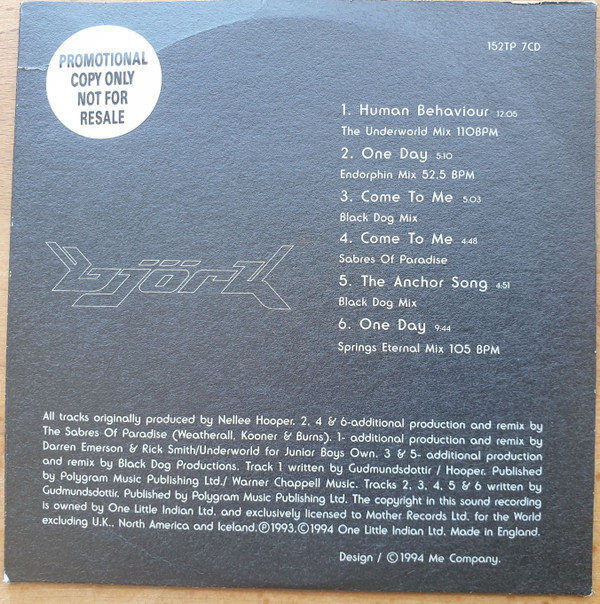 PROMOTIONAL
COPY ONLY
NOT FOR
RESALE
152TP 7CD
1. Human Behaviour 12:05
The Underworld Mix 110BPM
2. One Day 5:10
Endorphin Mix 52.5 BPM
3. Come To Me 5:03
Black Dog Mix
4. Come To Me 4:48
Sabres Of Paradise
5. The Anchor Song 4:51
Black Dog Mix
6. One Day 9:44
Springs Eternal Mix 105 BPM
björk
All tracks originally produced by Nellee Hooper. 2, 4 & 6-additional production and remix by
The Sabres Of Paradise (Weatherall, Kooner & Burns). 1- additional production and remix by
Darren Emerson & Rick Smith/Underworld for Junior Boys Own. 3 & 5- additional production
and remix by Black Dog Productions. Track 1 written by Gudmundsdottir / Hooper. Published
by Polygram Music Publishing Ltd./ Warner Chappell Music. Tracks 2, 3, 4, 5 & 6 written by
Gudmundsdottir. Published by Polygram Music Publishing Ltd. The copyright in this sound recording
is owned by One Little Indian Ltd. and exclusively licensed to Mother Records Ltd. for the World
excluding U.K., North America and Iceland.℗1993.©1994 One Little Indian Ltd. Made in England.
Design / ©1994 Me Company.